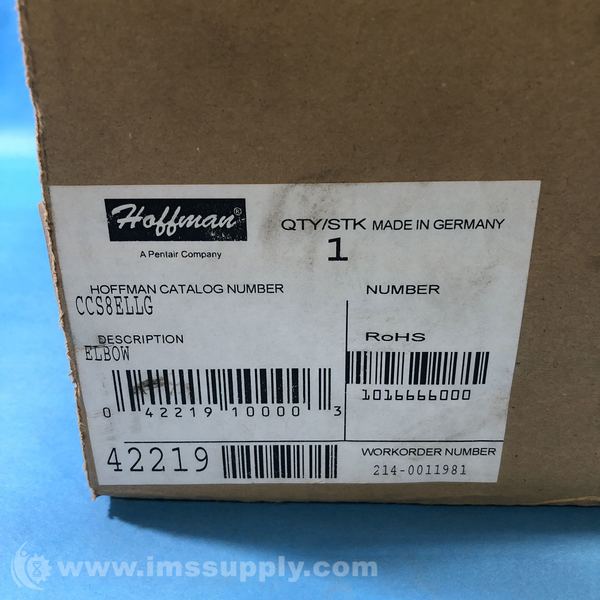 Hoffman®
A Pentair Company
QTY/STK MADE IN GERMANY
1
HOFFMAN CATALOG NUMBER
CCS8ELLG
NUMBER
DESCRIPTION
ELBOW
RoHS
1016666000
0 42219 10000 3
42219
WORKORDER NUMBER
214-0011981
www.imssupply.com/